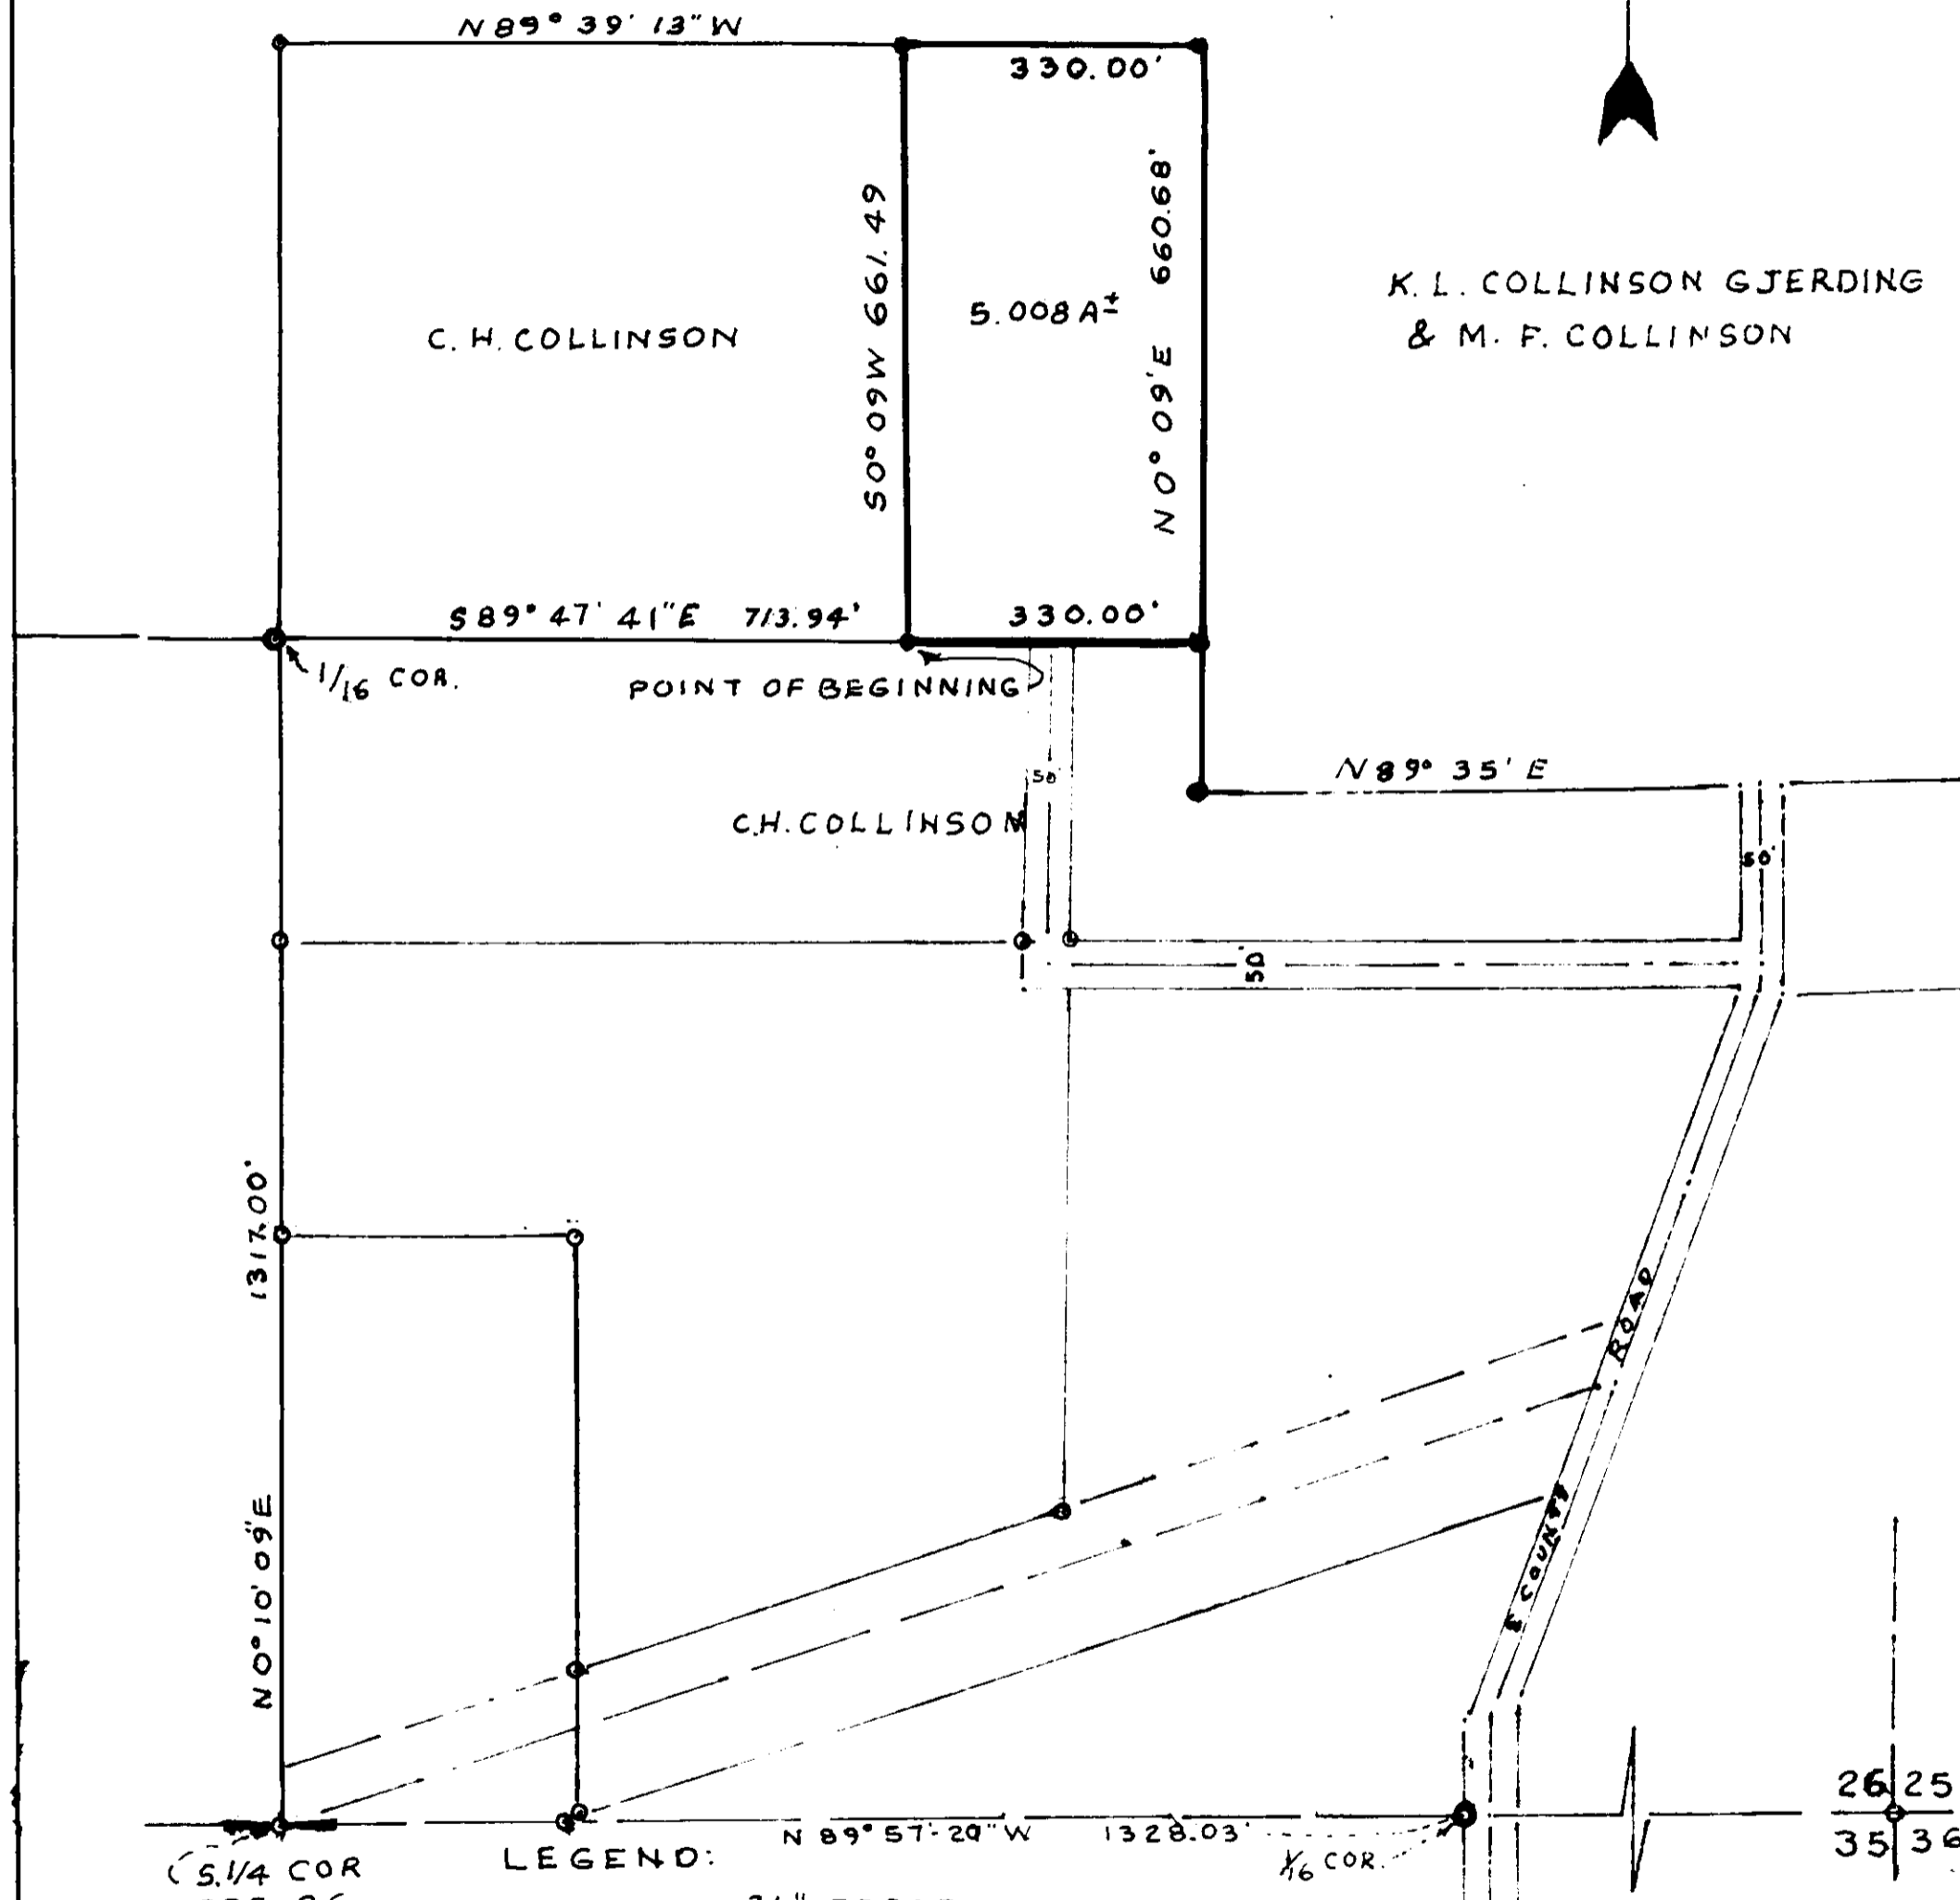 N 89° 39' 13" W
330.00'
S 0° 09 W 661.49
N 0° 09' E 660.68'
5.008 A±
C. H. COLLINSON
K. L. COLLINSON GJERDING
& M. F. COLLINSON
S 89° 47' 41" E 713.94'
330.00'
1/16 COR.
POINT OF BEGINNING
50'
N 89° 35' E
C.H. COLLINSON
50'
50'
1317.00'
N 0° 10' 09" E
COUNTY ROAD
26 25
35 36
N 89° 57'-20" W 1328.03'
1/16 COR.
S. 1/4 COR
LEGEND: